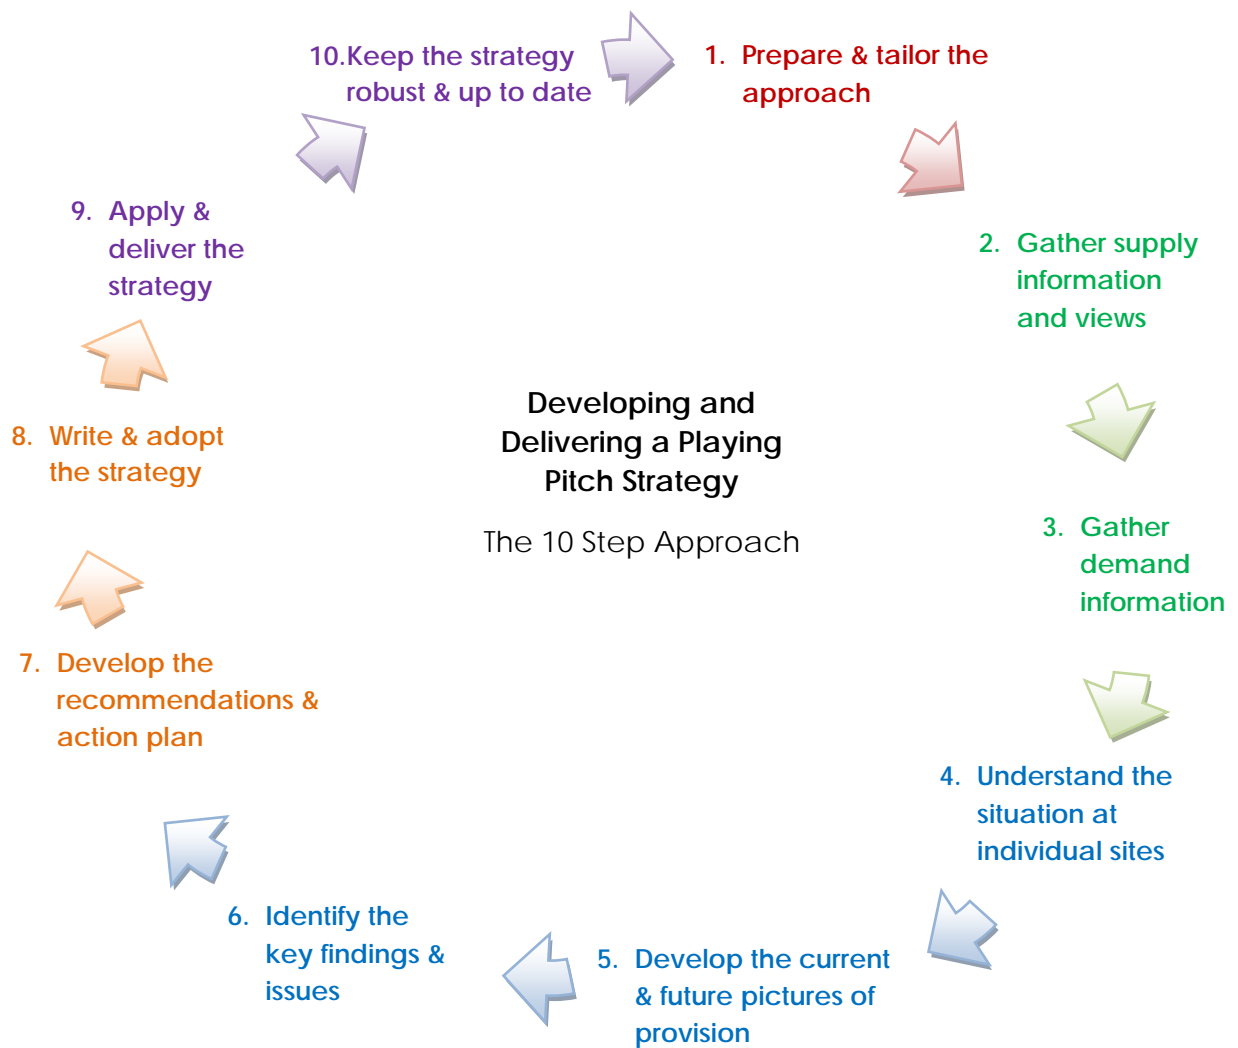 Developing and
Delivering a Playing
Pitch Strategy
The 10 Step Approach
1. Prepare & tailor the
approach
2. Gather supply
information
and views
3. Gather
demand
information
4. Understand the
situation at
individual sites
5. Develop the current
& future pictures of
provision
6. Identify the
key findings &
issues
7. Develop the
recommendations &
action plan
8. Write & adopt
the strategy
9. Apply &
deliver the
strategy
10.Keep the strategy
robust & up to date